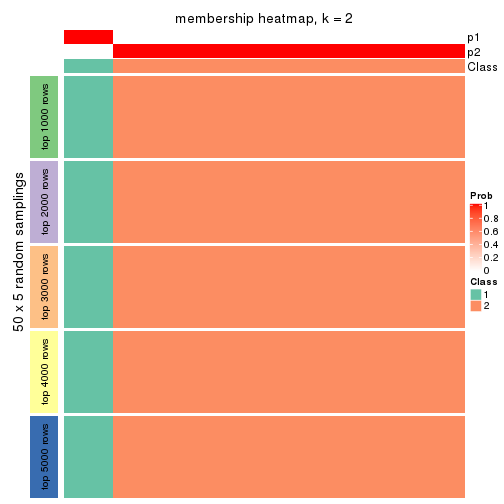 membership heatmap, k = 2
p1
p2
Class
50 x 5 random samplings
top 1000 rows
top 2000 rows
top 3000 rows
top 4000 rows
top 5000 rows
Prob
1
0.8
0.6
0.4
0.2
0
Class
1
2